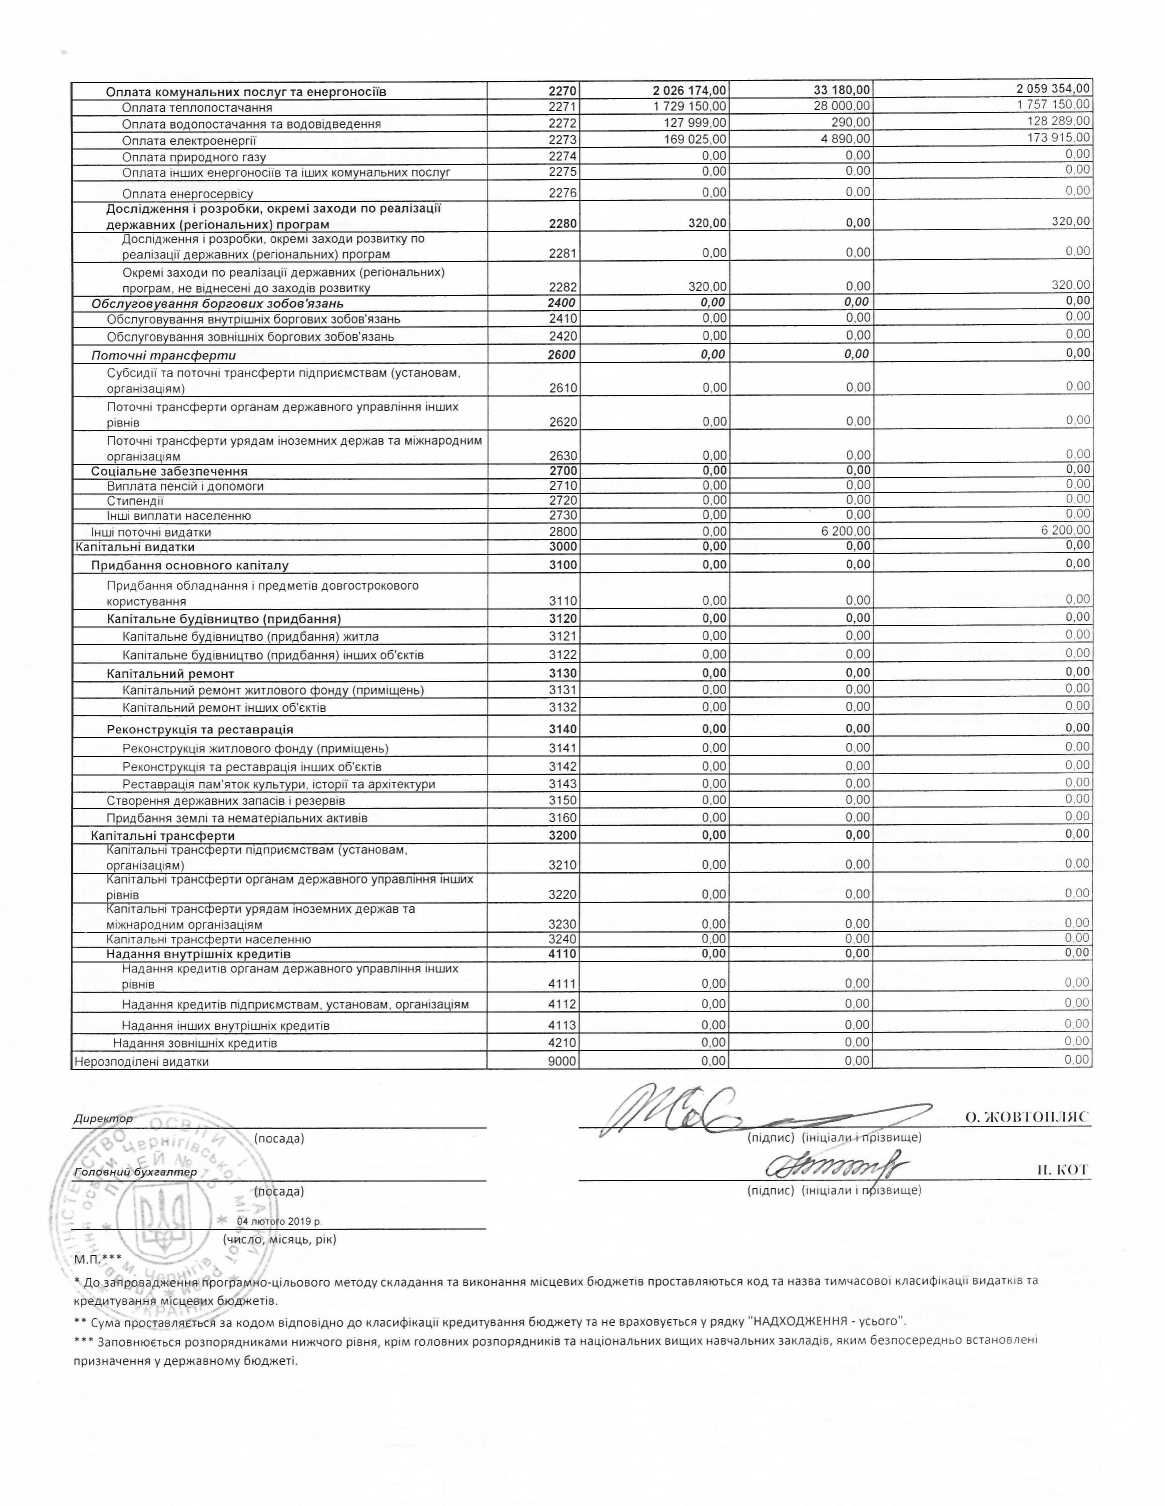 Оплата комунальних послуг та енергоносіїв 2270 2 026 174,00 33 180,00 2 059 354,00
Оплата теплопостачання 2271 1 729 150,00 28 000,00 1 757 150,00
Оплата водопостачання та водовідведення 2272 127 999,00 290,00 128 289,00
Оплата електроенергії 2273 169 025,00 4 890,00 173 915,00
Оплата природного газу 2274 0,00 0,00 0,00
Оплата інших енергоносіїв та іших комунальних послуг 2275 0,00 0,00 0,00
Оплата енергосервісу 2276 0,00 0,00 0,00
Дослідження і розробки, окремі заходи по реалізації
державних (регіональних) програм 2280 320,00 0,00 320,00
Дослідження і розробки, окремі заходи розвитку по
реалізації державних (регіональних) програм 2281 0,00 0,00 0,00
Окремі заходи по реалізації державних (регіональних)
програм, не віднесені до заходів розвитку 2282 320,00 0,00 320,00
Обслуговування боргових зобов'язань 2400 0,00 0,00 0,00
Обслуговування внутрішніх боргових зобов'язань 2410 0,00 0,00 0,00
Обслуговування зовнішніх боргових зобов'язань 2420 0,00 0,00 0,00
Поточні трансферти 2600 0,00 0,00 0,00
Субсидії та поточні трансферти підприємствам (установам,
організаціям) 2610 0,00 0,00 0,00
Поточні трансферти органам державного управління інших
рівнів 2620 0,00 0,00 0,00
Поточні трансферти урядам іноземних держав та міжнародним
організаціям 2630 0,00 0,00 0,00
Соціальне забезпечення 2700 0,00 0,00 0,00
Виплата пенсій і допомоги 2710 0,00 0,00 0,00
Стипендії 2720 0,00 0,00 0,00
Інші виплати населенню 2730 0,00 0,00 0,00
Інші поточні видатки 2800 0,00 6 200,00 6 200,00
Капітальні видатки 3000 0,00 0,00 0,00
Придбання основного капіталу 3100 0,00 0,00 0,00
Придбання обладнання і предметів довгострокового
користування 3110 0,00 0,00 0,00
Капітальне будівництво (придбання) 3120 0,00 0,00 0,00
Капітальне будівництво (придбання) житла 3121 0,00 0,00 0,00
Капітальне будівництво (придбання) інших об'єктів 3122 0,00 0,00 0,00
Капітальний ремонт 3130 0,00 0,00 0,00
Капітальний ремонт житлового фонду (приміщень) 3131 0,00 0,00 0,00
Капітальний ремонт інших об'єктів 3132 0,00 0,00 0,00
Реконструкція та реставрація 3140 0,00 0,00 0,00
Реконструкція житлового фонду (приміщень) 3141 0,00 0,00 0,00
Реконструкція та реставрація інших об'єктів 3142 0,00 0,00 0,00
Реставрація пам'яток культури, історії та архітектури 3143 0,00 0,00 0,00
Створення державних запасів і резервів 3150 0,00 0,00 0,00
Придбання землі та нематеріальних активів 3160 0,00 0,00 0,00
Капітальні трансферти 3200 0,00 0,00 0,00
Капітальні трансферти підприємствам (установам,
організаціям) 3210 0,00 0,00 0,00
Капітальні трансферти органам державного управління інших
рівнів 3220 0,00 0,00 0,00
Капітальні трансферти урядам іноземних держав та
міжнародним організаціям 3230 0,00 0,00 0,00
Капітальні трансферти населенню 3240 0,00 0,00 0,00
Надання внутрішніх кредитів 4110 0,00 0,00 0,00
Надання кредитів органам державного управління інших
рівнів 4111 0,00 0,00 0,00
Надання кредитів підприємствам, установам, організаціям 4112 0,00 0,00 0,00
Надання інших внутрішніх кредитів 4113 0,00 0,00 0,00
Надання зовнішніх кредитів 4210 0,00 0,00 0,00
Нерозподілені видатки 9000 0,00 0,00 0,00
Директор О. ЖОВТОПЛЯС
(посада) (підпис) (ініціали і прізвище)
Головний бухгалтер Н. КОТ
(посада) (підпис) (ініціали і прізвище)
04 лютого 2019 р.
(число, місяць, рік)
М.П.***
* До запровадження програмно-цільового методу складання та виконання місцевих бюджетів проставляються код та назва тимчасової класифікації видатків та
кредитування місцевих бюджетів.
** Сума проставляється за кодом відповідно до класифікації кредитування бюджету та не враховується у рядку "НАДХОДЖЕННЯ - усього".
*** Заповнюється розпорядниками нижчого рівня, крім головних розпорядників та національних вищих навчальних закладів, яким безпосередньо встановлені
призначення у державному бюджеті.